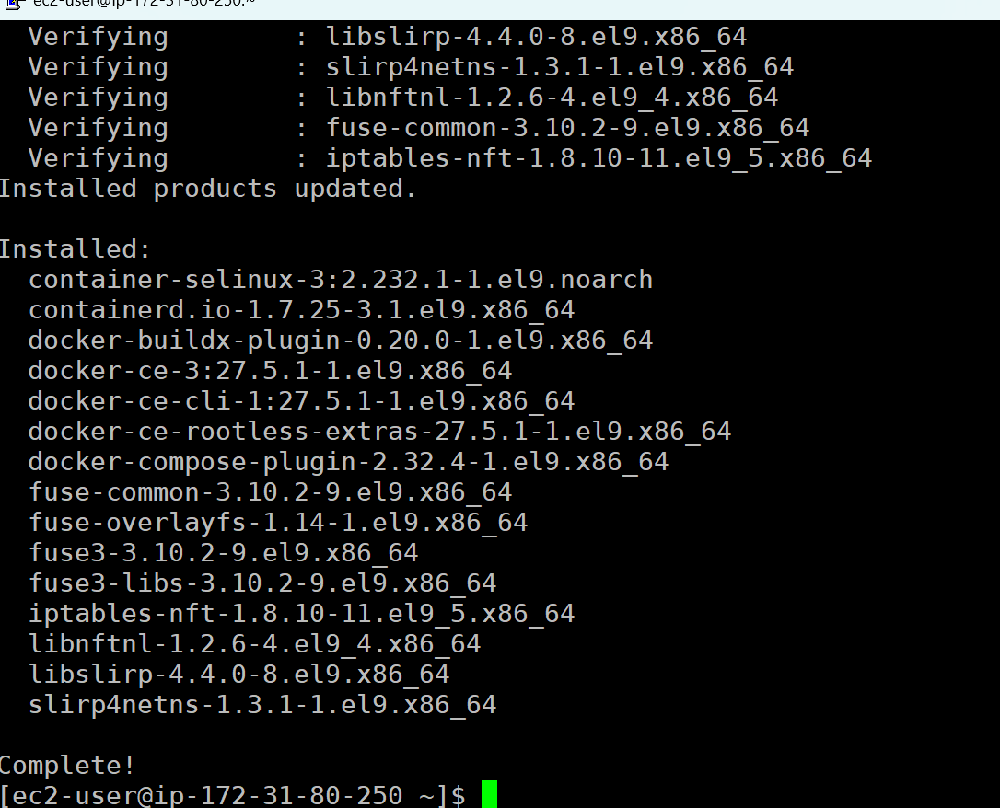 ec2-user@ip-172-31-80-250:~
Verifying : libslirp-4.4.0-8.el9.x86_64
Verifying : slirp4netns-1.3.1-1.el9.x86_64
Verifying : libnftnl-1.2.6-4.el9_4.x86_64
Verifying : fuse-common-3.10.2-9.el9.x86_64
Verifying : iptables-nft-1.8.10-11.el9_5.x86_64
Installed products updated.
Installed:
container-selinux-3:2.232.1-1.el9.noarch
containerd.io-1.7.25-3.1.el9.x86_64
docker-buildx-plugin-0.20.0-1.el9.x86_64
docker-ce-3:27.5.1-1.el9.x86_64
docker-ce-cli-1:27.5.1-1.el9.x86_64
docker-ce-rootless-extras-27.5.1-1.el9.x86_64
docker-compose-plugin-2.32.4-1.el9.x86_64
fuse-common-3.10.2-9.el9.x86_64
fuse-overlayfs-1.14-1.el9.x86_64
fuse3-3.10.2-9.el9.x86_64
fuse3-libs-3.10.2-9.el9.x86_64
iptables-nft-1.8.10-11.el9_5.x86_64
libnftnl-1.2.6-4.el9_4.x86_64
libslirp-4.4.0-8.el9.x86_64
slirp4netns-1.3.1-1.el9.x86_64
Complete!
[ec2-user@ip-172-31-80-250 ~]$